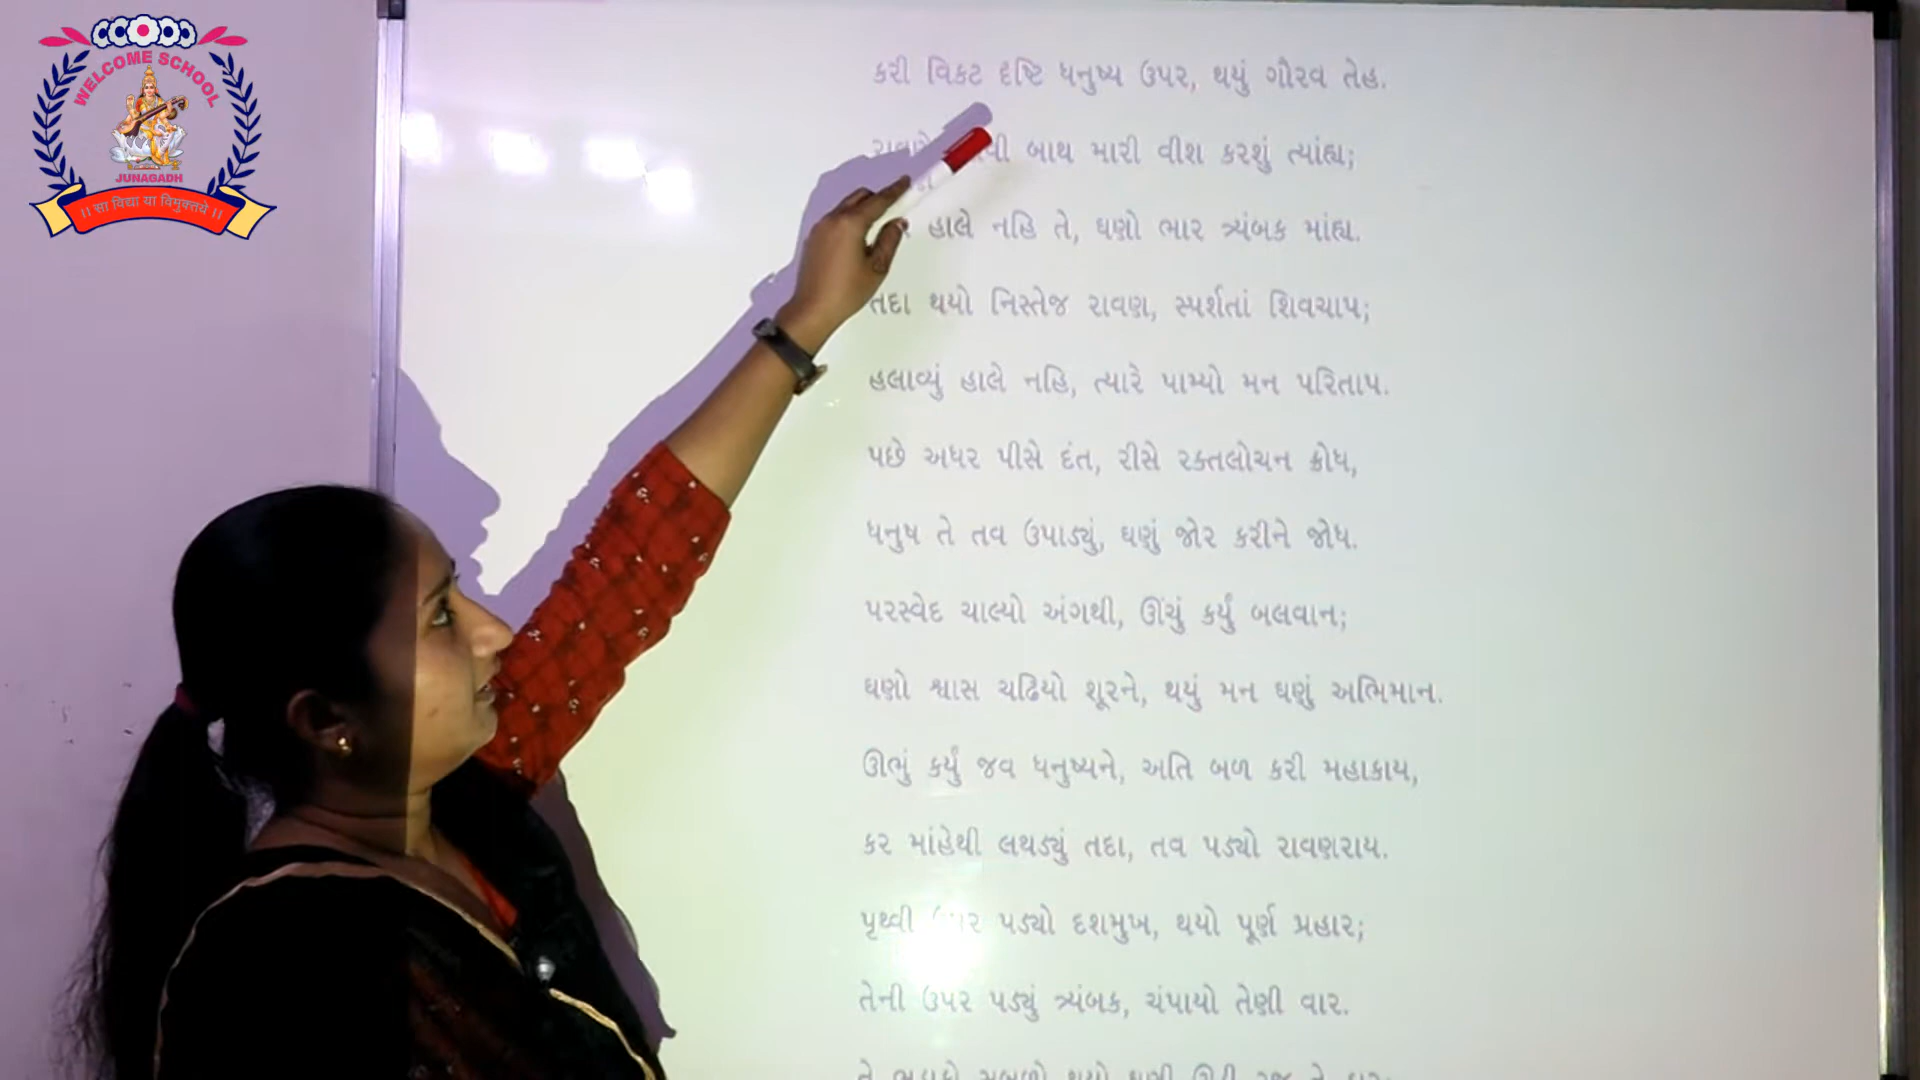 WELCOME SCHOOL
JUNAGADH
।। सा विद्या या विमुक्तये ।।
કરી વિકટ દૃષ્ટિ ધનુષ્ય ઉપર, થયું ગૌરવ તેહ.
બાથ મારી વીશ કરશું ત્યાંહ્ય;
હાલે નહિ તે, ઘણો ભાર ત્ર્યંબક માંહ્ય.
તદા થયો નિસ્તેજ રાવણ, સ્પર્શતાં શિવચાપ;
હલાવ્યું હાલે નહિ, ત્યારે પામ્યો મન પરિતાપ.
પછે અધર પીસે દંત, રીસે રક્તલોચન ક્રોધ,
ધનુષ તે તવ ઉપાડ્યું, ઘણું જોર કરીને જોધ.
પરસ્વેદ ચાલ્યો અંગથી, ઊંચું કર્યું બલવાન;
ઘણો શ્વાસ ચઢિયો શૂરને, થયું મન ઘણું અભિમાન.
ઊભું કર્યું જવ ધનુષ્યને, અતિ બળ કરી મહાકાય,
કર માંહેથી લથડ્યું તદા, તવ પડ્યો રાવણરાય.
પૃથ્વી પડ્યો દશમુખ, થયો પૂર્ણ પ્રહાર;
તેની ઉપર પડ્યું ત્ર્યંબક, ચંપાયો તેણી વાર.